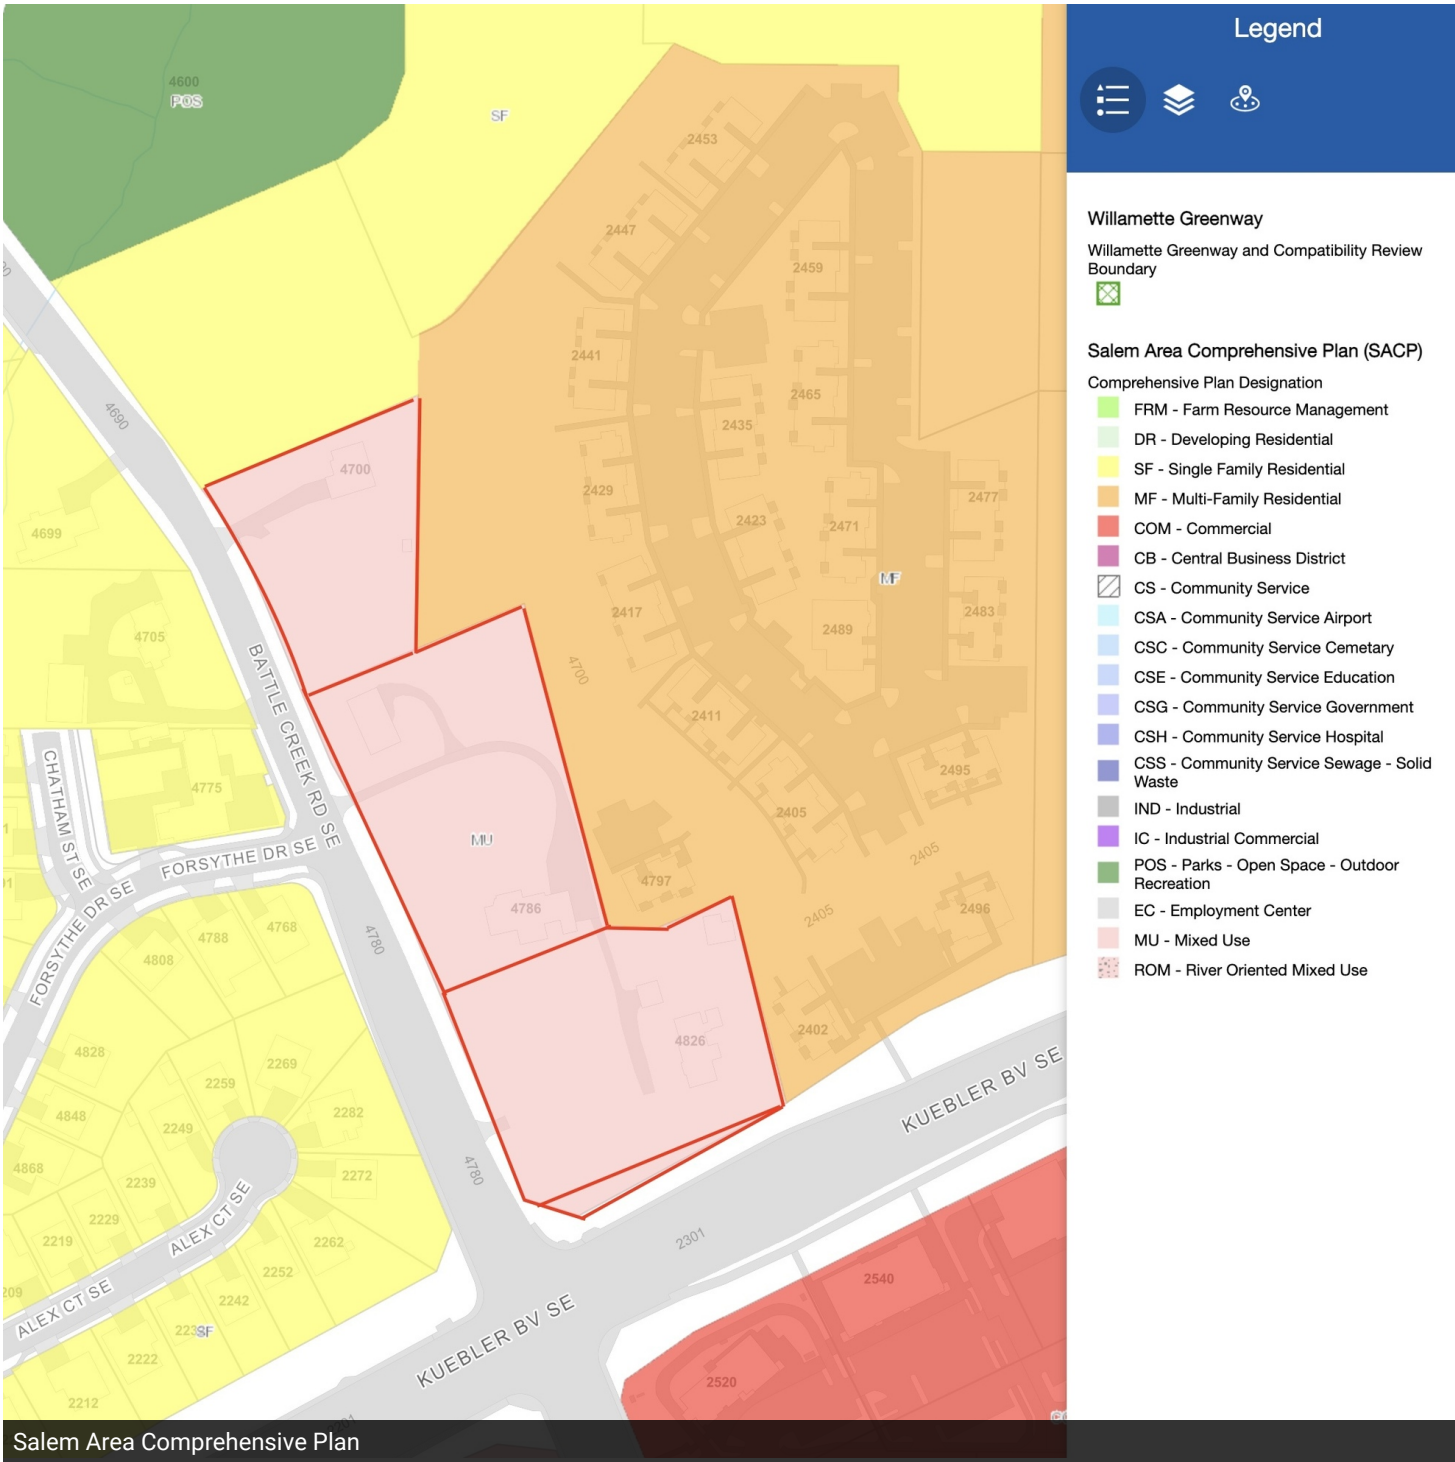 4600
POS
SF
2453
2447
2459
2441
2465
2435
4690
4700
2429
2477
2423
2471
4699
MF
2417
2483
4705
2489
4700
BATTLE CREEK RD SE
2411
CHATHAM ST SE
4775
2495
2405
FORSYTHE DR SE
MU
2405
4797
FORSYTHE DR SE
4786
2405
2496
4768
4788
4780
4808
2402
4826
4828
2269
2259
KUEBLER BV SE
4848
2282
2249
4868
4780
2272
2239
2229
ALEX CT SE
2219
2262
2301
2252
2540
ALEX CT SE
2242
SF
2222
KUEBLER BV SE
2520
2212
Salem Area Comprehensive Plan
Legend
Willamette Greenway
Willamette Greenway and Compatibility Review
Boundary
Salem Area Comprehensive Plan (SACP)
Comprehensive Plan Designation
FRM - Farm Resource Management
DR - Developing Residential
SF - Single Family Residential
MF - Multi-Family Residential
COM - Commercial
CB - Central Business District
CS - Community Service
CSA - Community Service Airport
CSC - Community Service Cemetary
CSE - Community Service Education
CSG - Community Service Government
CSH - Community Service Hospital
CSS - Community Service Sewage - Solid
Waste
IND - Industrial
IC - Industrial Commercial
POS - Parks - Open Space - Outdoor
Recreation
EC - Employment Center
MU - Mixed Use
ROM - River Oriented Mixed Use